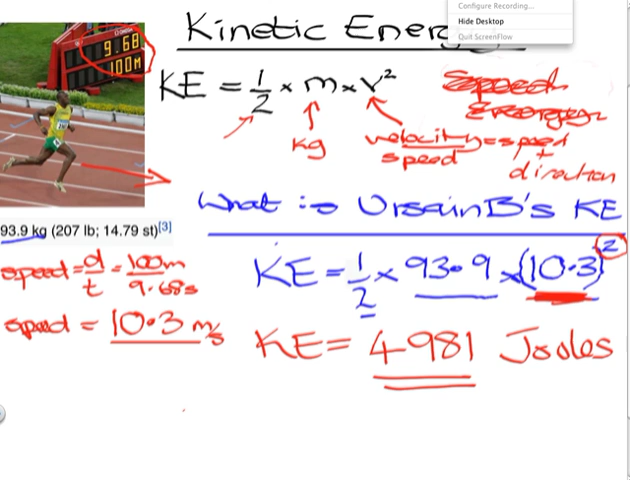 Configure Recording...
Hide Desktop
Quit ScreenFlow
Kinetic Energy
9.68
100M
KE = 1/2 × m × v²
Speed
Energy
kg
velocity = speed + direction
speed
What is UrsainB's KE
93.9 kg (207 lb; 14.79 st)[3]
speed = d/t = 100m/9.68s
KE = 1/2 × 93.9 × (10.3)²
speed = 10.3 m/s
KE = 4981 Joules